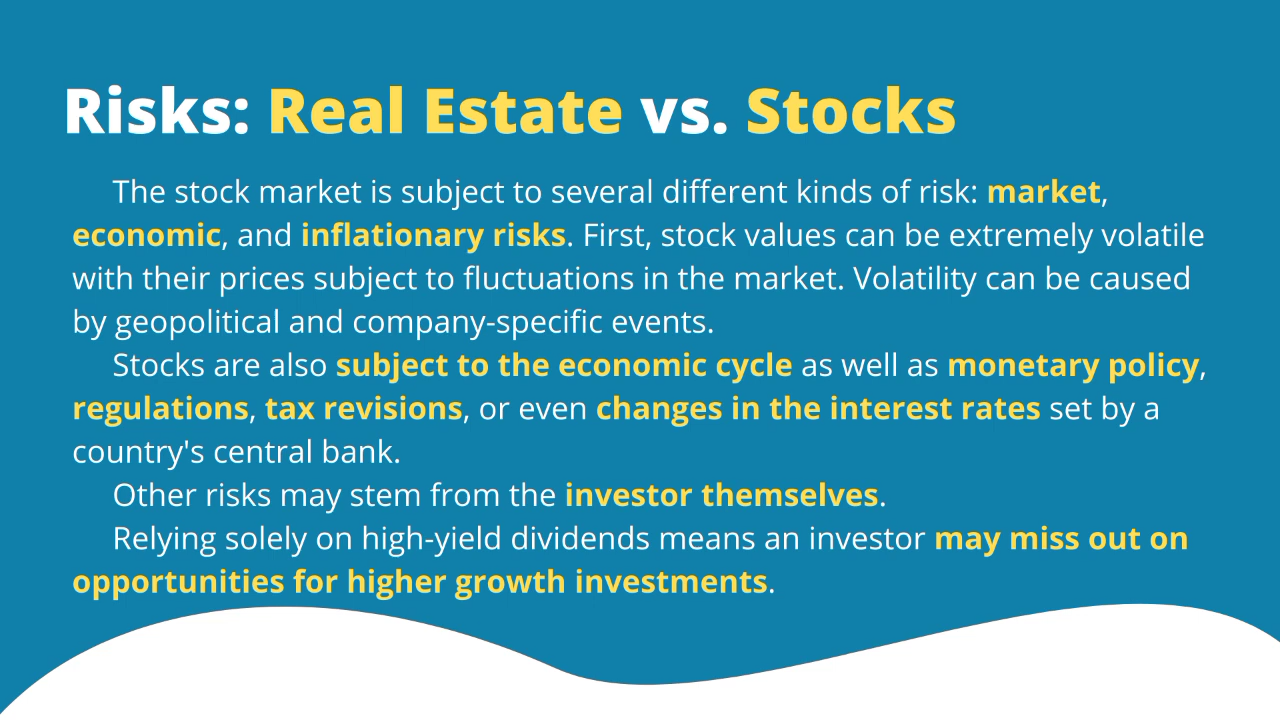 Risks: Real Estate vs. Stocks
The stock market is subject to several different kinds of risk: market,
economic, and inflationary risks. First, stock values can be extremely volatile
with their prices subject to fluctuations in the market. Volatility can be caused
by geopolitical and company-specific events.
Stocks are also subject to the economic cycle as well as monetary policy,
regulations, tax revisions, or even changes in the interest rates set by a
country's central bank.
Other risks may stem from the investor themselves.
Relying solely on high-yield dividends means an investor may miss out on
opportunities for higher growth investments.